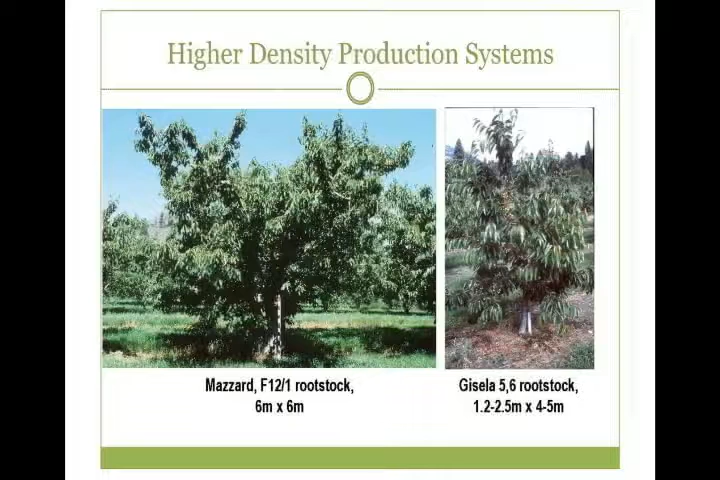 Higher Density Production Systems
Mazzard, F12/1 rootstock,
6m x 6m
Gisela 5,6 rootstock,
1.2-2.5m x 4-5m